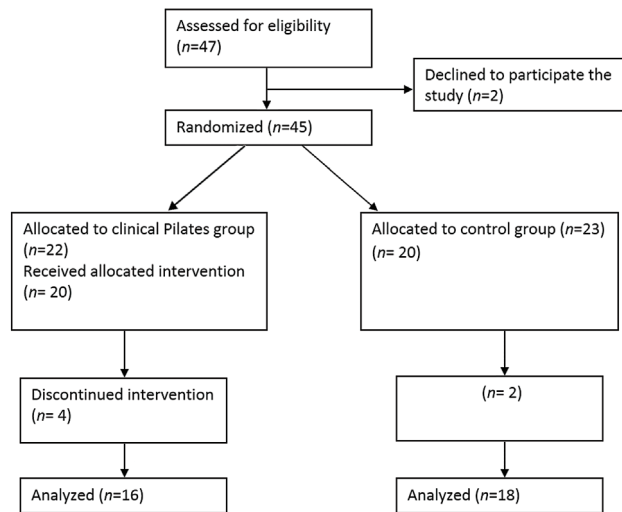 Assessed for eligibility
(n=47)
Declined to participate the
study (n=2)
Randomized (n=45)
Allocated to clinical Pilates group
(n=22)
Received allocated intervention
(n= 20)
Allocated to control group (n=23)
(n= 20)
Discontinued intervention
(n= 4)
(n= 2)
Analyzed (n=16)
Analyzed (n=18)